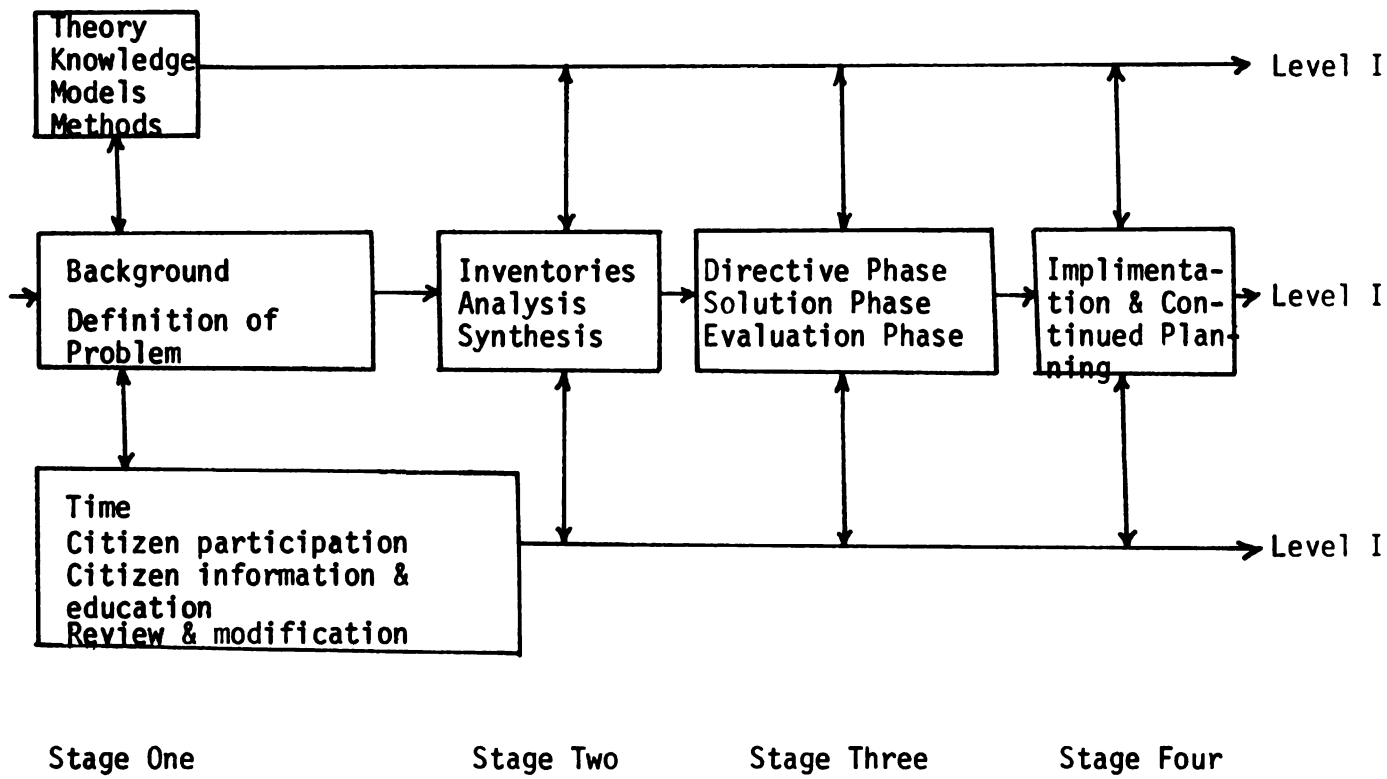 Theory
Knowledge
Models
Methods
Level I
Background
Definition of
Problem
Inventories
Analysis
Synthesis
Directive Phase
Solution Phase
Evaluation Phase
Implimenta-
tion & Con-
tinued Plan-
ning
Level I
Time
Citizen participation
Citizen information &
education
Review & modification
Level I
Stage One
Stage Two
Stage Three
Stage Four